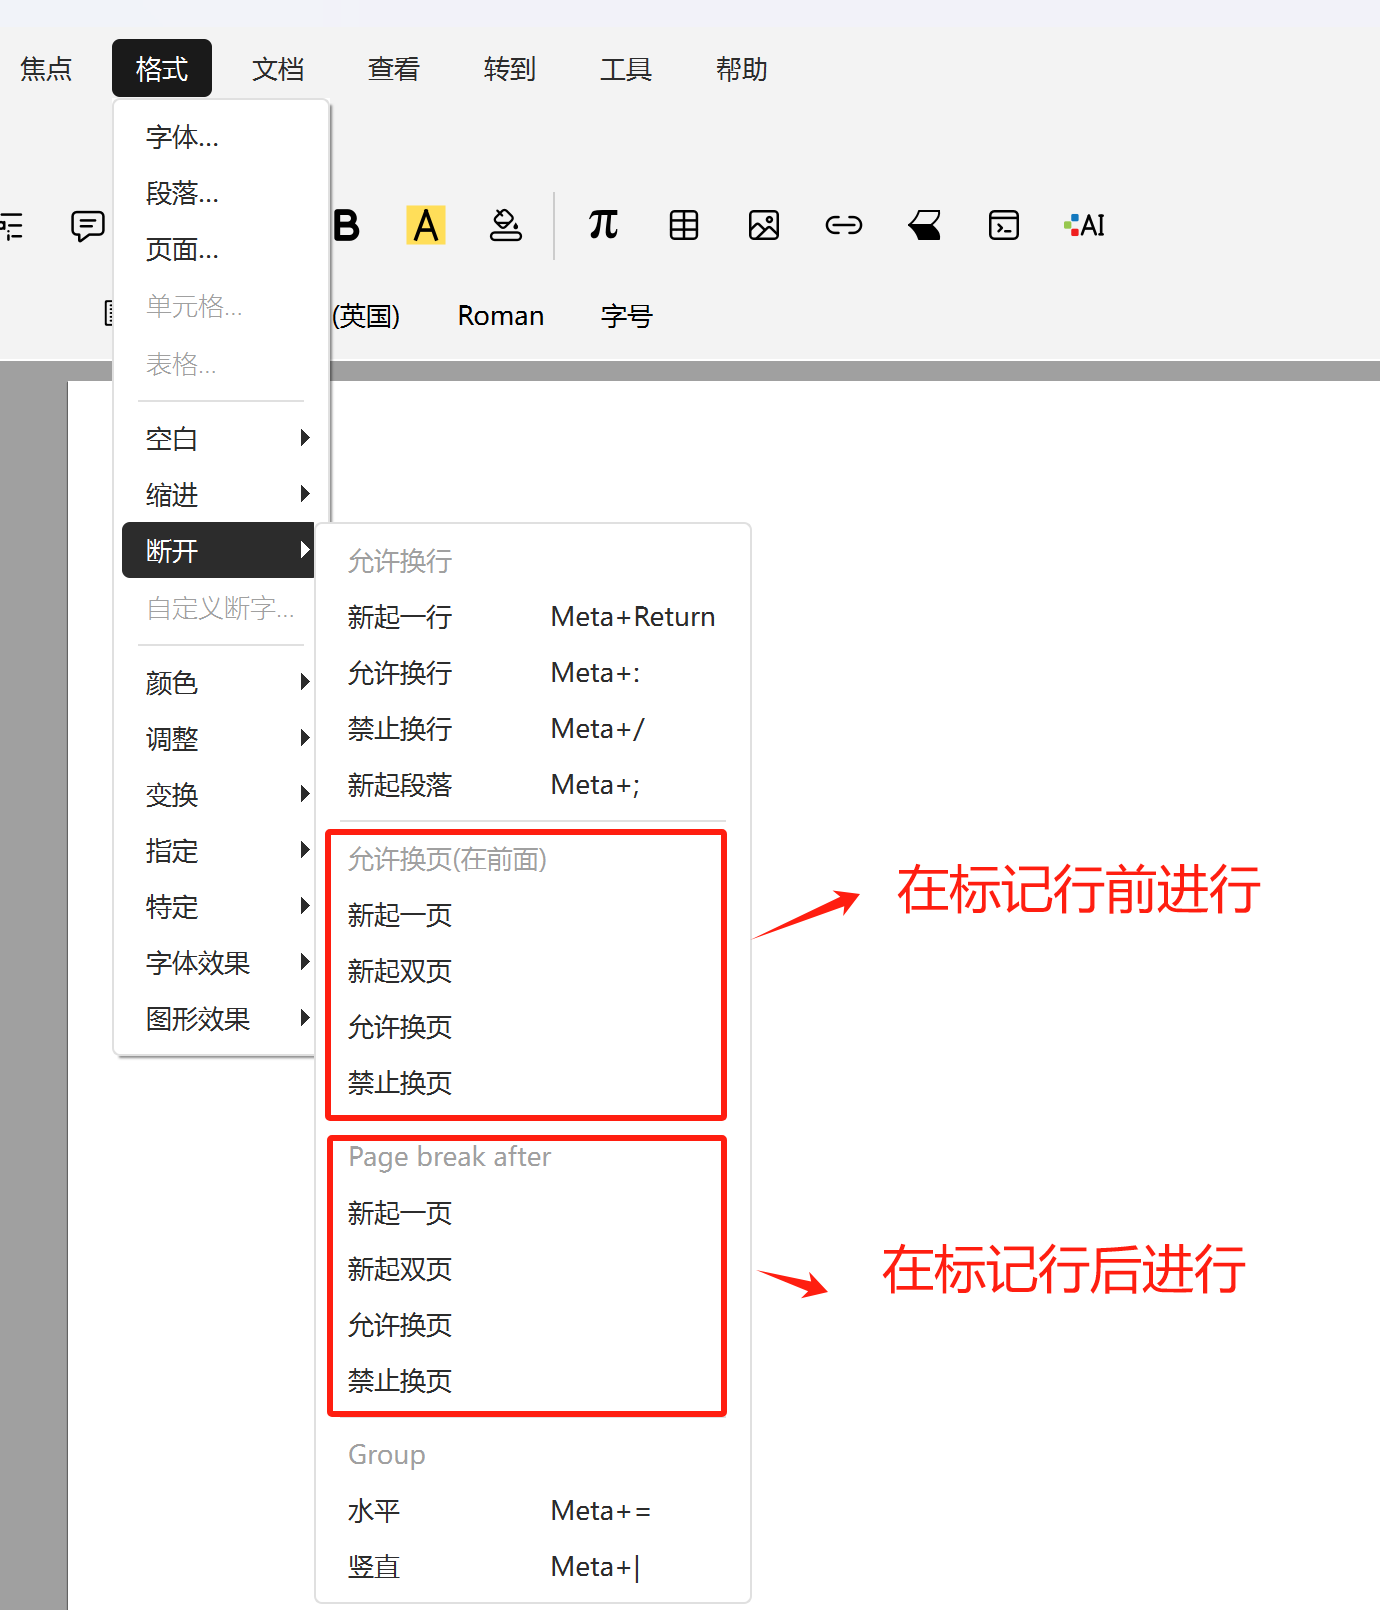 焦点 格式 文档 查看 转到 工具 帮助
字体...
段落...
页面...
单元格...
表格...
空白
缩进
断开
自定义断字...
颜色
调整
变换
指定
特定
字体效果
图形效果
B A π AI
(英国) Roman 字号
允许换行
新起一行 Meta+Return
允许换行 Meta+:
禁止换行 Meta+/
新起段落 Meta+;
允许换页(在前面)
新起一页
新起双页
允许换页
禁止换页
Page break after
新起一页
新起双页
允许换页
禁止换页
Group
水平 Meta+=
竖直 Meta+|
在标记行前进行
在标记行后进行